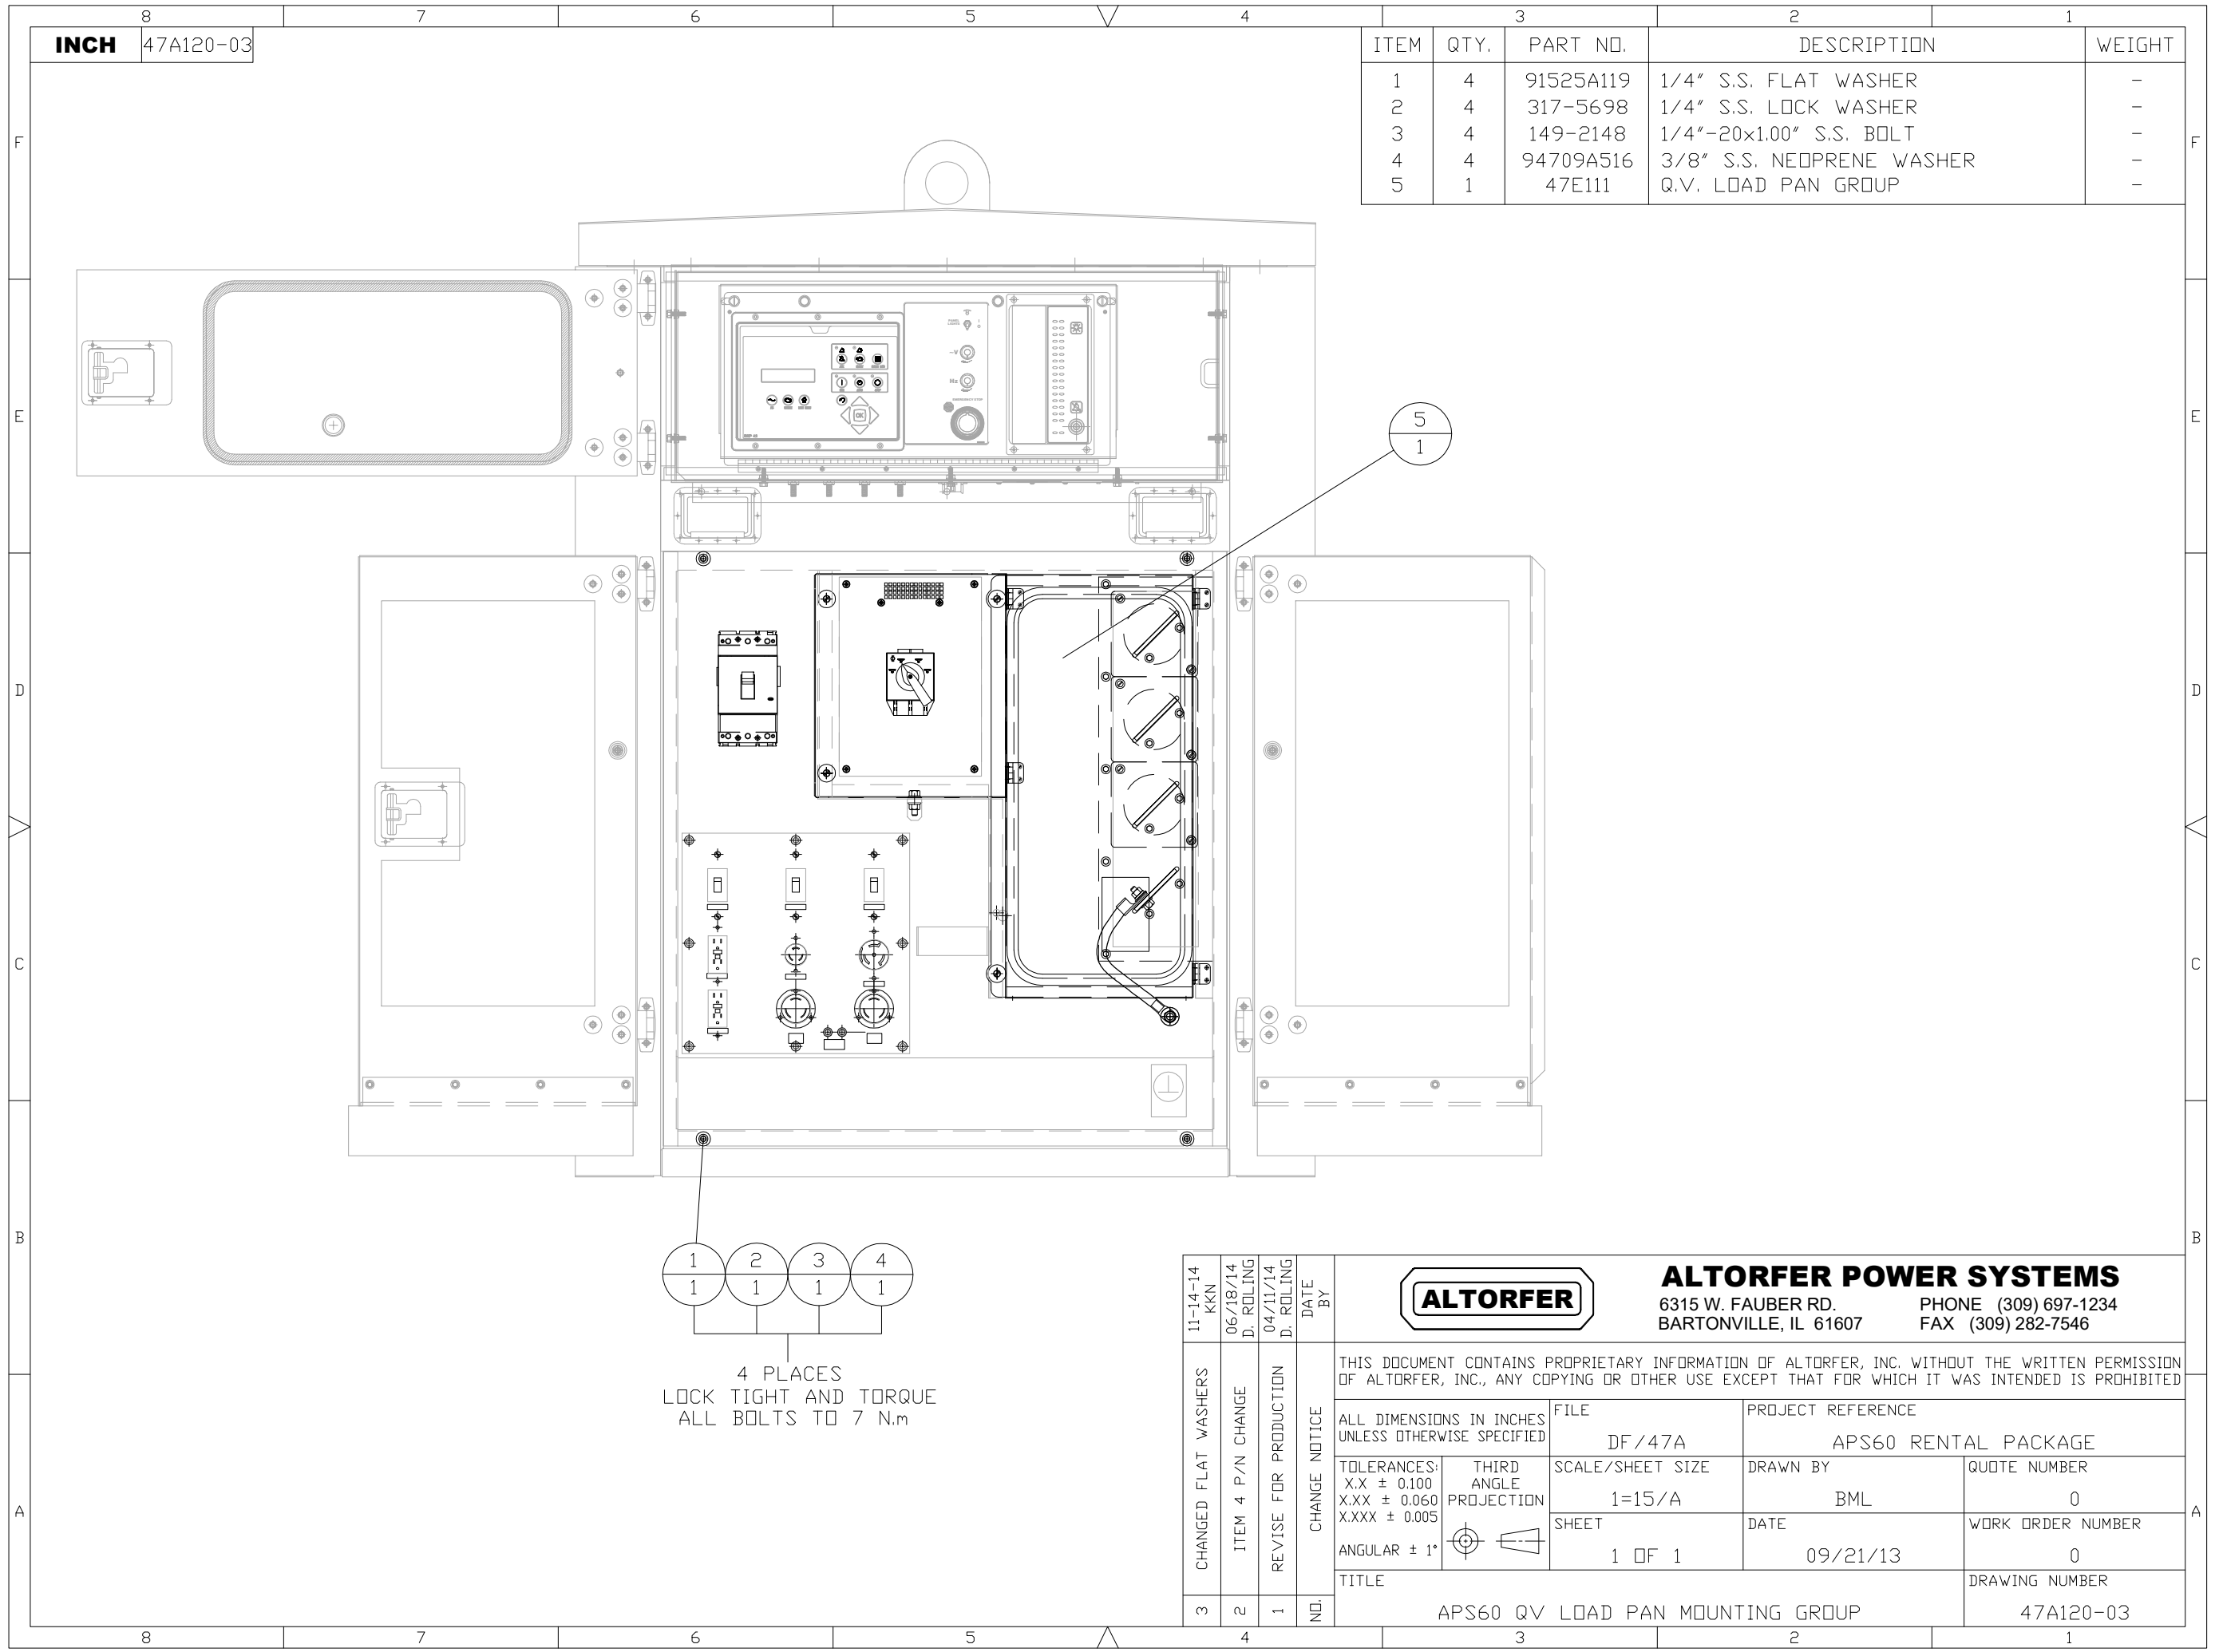 8 7 6 5 4 3 2 1
INCH 47A120-03
ITEM QTY. PART NO. DESCRIPTION WEIGHT
1 4 91525A119 1/4" S.S. FLAT WASHER -
2 4 317-5698 1/4" S.S. LOCK WASHER -
3 4 149-2148 1/4"-20x1.00" S.S. BOLT -
4 4 94709A516 3/8" S.S. NEOPRENE WASHER -
5 1 47E111 Q.V. LOAD PAN GROUP -
F F
E E
D D
C C
B B
A A
EMERGENCY STOP
OK
5
1
1 2 3 4
1 1 1 1
4 PLACES
LOCK TIGHT AND TORQUE
ALL BOLTS TO 7 N.m
11-14-14
KKN
06/18/14
D. ROLING
04/11/14
D. ROLING
DATE
BY
CHANGED FLAT WASHERS
ITEM 4 P/N CHANGE
REVISE FOR PRODUCTION
CHANGE NOTICE
3 2 1 NO.
ALTORFER
ALTORFER POWER SYSTEMS
6315 W. FAUBER RD. PHONE (309) 697-1234
BARTONVILLE, IL 61607 FAX (309) 282-7546
THIS DOCUMENT CONTAINS PROPRIETARY INFORMATION OF ALTORFER, INC. WITHOUT THE WRITTEN PERMISSION
OF ALTORFER, INC., ANY COPYING OR OTHER USE EXCEPT THAT FOR WHICH IT WAS INTENDED IS PROHIBITED
ALL DIMENSIONS IN INCHES
UNLESS OTHERWISE SPECIFIED
FILE
DF/47A
PROJECT REFERENCE
APS60 RENTAL PACKAGE
TOLERANCES:
X.X ± 0.100
X.XX ± 0.060
X.XXX ± 0.005
ANGULAR ± 1°
THIRD
ANGLE
PROJECTION
SCALE/SHEET SIZE
1=15/A
DRAWN BY
BML
QUOTE NUMBER
0
SHEET
1 OF 1
DATE
09/21/13
WORK ORDER NUMBER
0
TITLE
APS60 QV LOAD PAN MOUNTING GROUP
DRAWING NUMBER
47A120-03
8 7 6 5 4 3 2 1